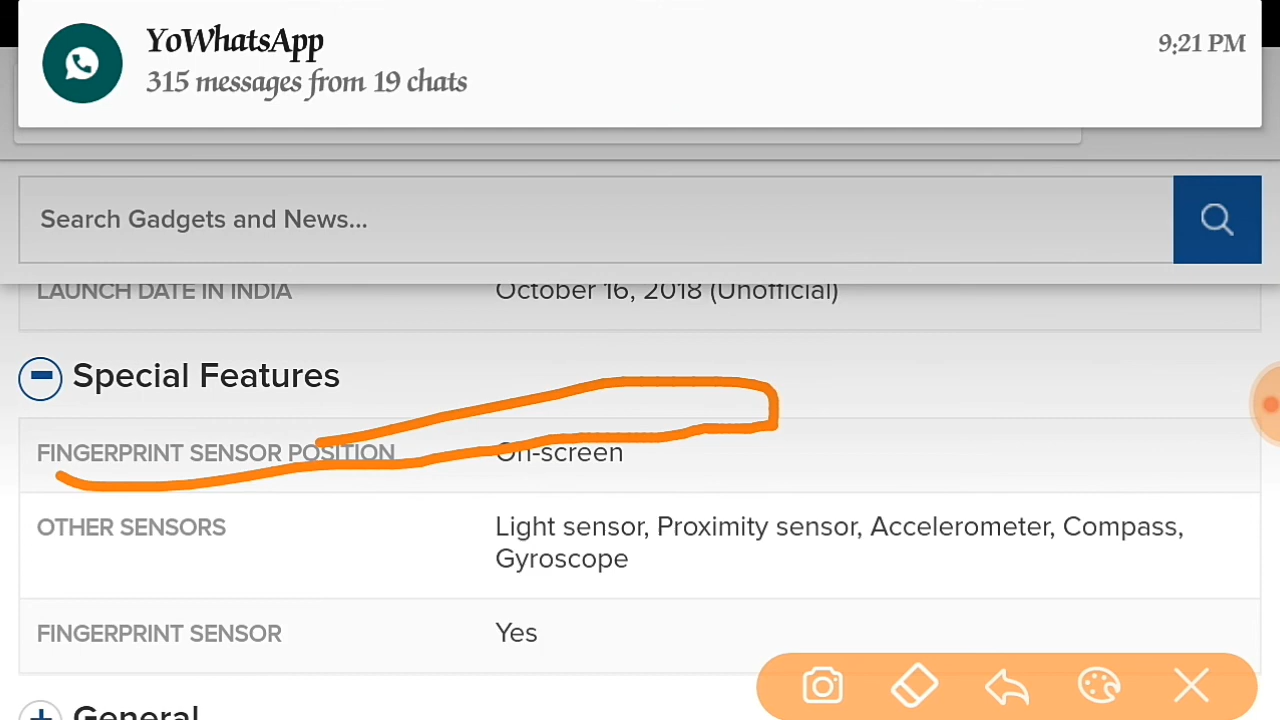 YoWhatsApp
9:21 PM
315 messages from 19 chats
Search Gadgets and News...
LAUNCH DATE IN INDIA
October 16, 2018 (Unofficial)
Special Features
FINGERPRINT SENSOR POSITION
On-screen
OTHER SENSORS
Light sensor, Proximity sensor, Accelerometer, Compass,
Gyroscope
FINGERPRINT SENSOR
Yes
General